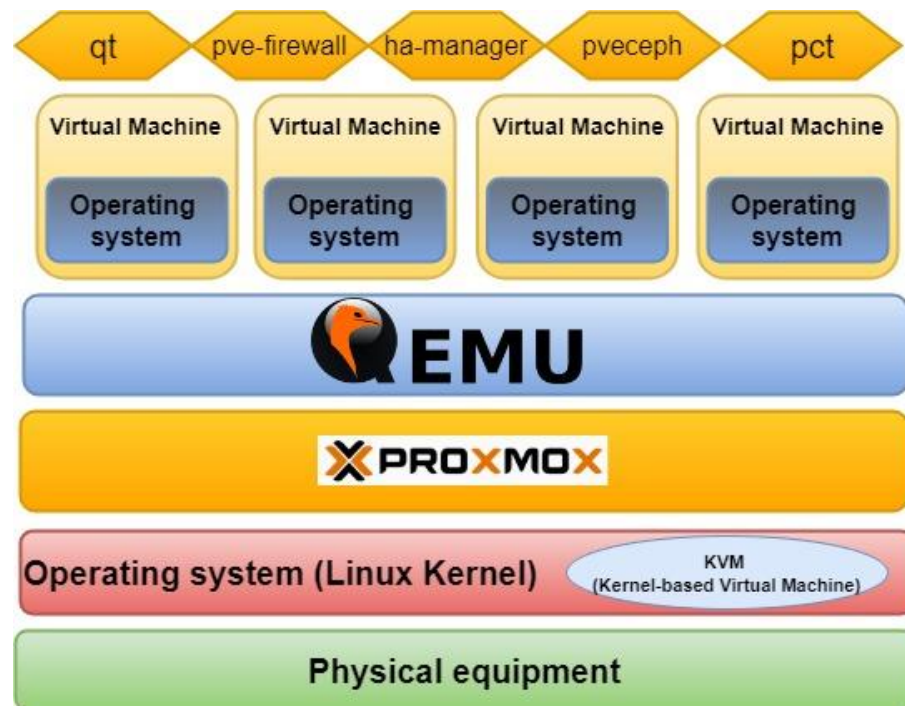 qt pve-firewall ha-manager pveceph pct
Virtual Machine Virtual Machine Virtual Machine Virtual Machine
Operating Operating Operating Operating
system system system system
QEMU
PROXMOX
Operating system (Linux Kernel)
KVM
(Kernel-based Virtual Machine)
Physical equipment